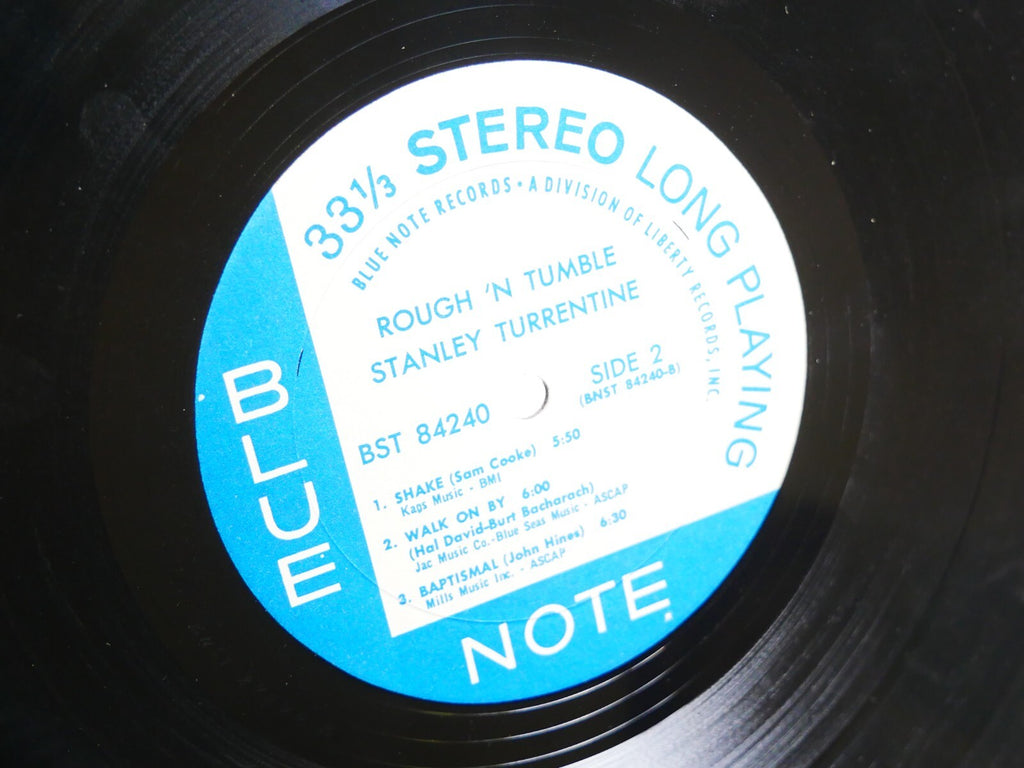 33⅓ STEREO LONG PLAYING
BLUE NOTE RECORDS • A DIVISION OF LIBERTY RECORDS, INC.
ROUGH 'N TUMBLE
STANLEY TURRENTINE
SIDE 2
(BNST 84240-B)
BST 84240
1. SHAKE (Sam Cooke) 5:50
Kags Music - BMI
2. WALK ON BY 6:00
(Hal David-Burt Bacharach)
Jac Music Co.-Blue Seas Music - ASCAP
3. BAPTISMAL (John Hines) 6:30
Mills Music Inc. - ASCAP
BLUE
NOTE